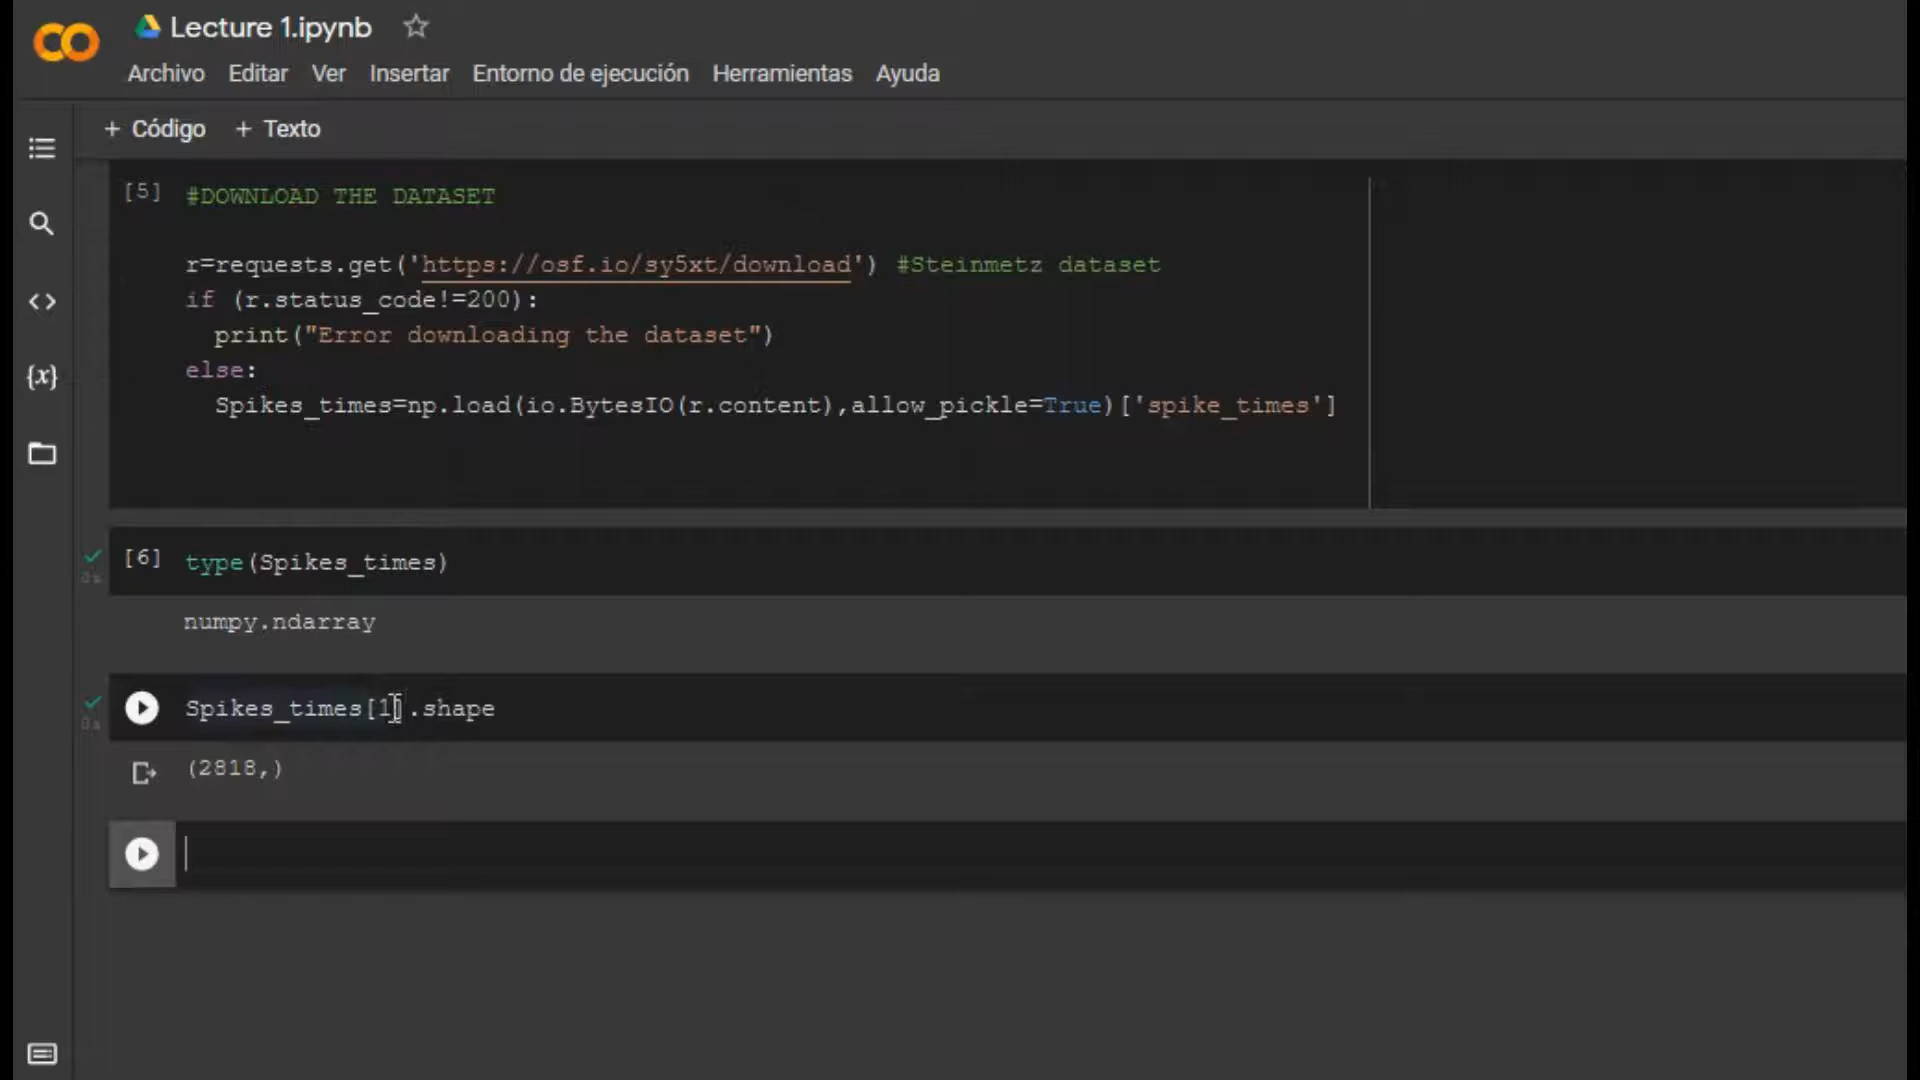 Lecture 1.ipynb
Archivo Editar Ver Insertar Entorno de ejecución Herramientas Ayuda
+ Código + Texto
[5] #DOWNLOAD THE DATASET
r=requests.get('https://osf.io/sy5xt/download') #Steinmetz dataset
if (r.status_code!=200):
print("Error downloading the dataset")
else:
Spikes_times=np.load(io.BytesIO(r.content),allow_pickle=True)['spike_times']
[6] type(Spikes_times)
0s
numpy.ndarray
Spikes_times[1].shape
0s
(2818,)